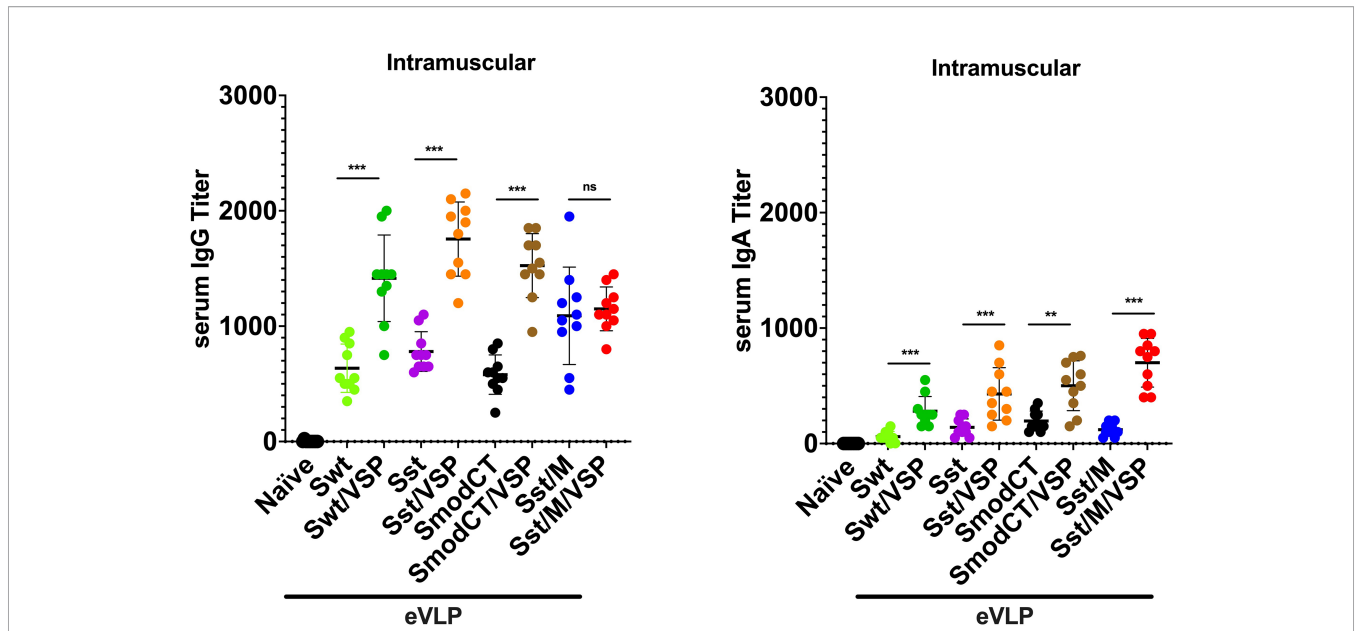 Intramuscular
3000
2000
1000
0
serum IgG Titer
***
***
***
ns
Naïve
Swt
Swt/VSP
Sst
Sst/VSP
SmodCT
SmodCT/VSP
Sst/M
Sst/M/VSP
eVLP
Intramuscular
3000
2000
1000
0
serum IgA Titer
***
***
**
***
Naïve
Swt
Swt/VSP
Sst
Sst/VSP
SmodCT
SmodCT/VSP
Sst/M
Sst/M/VSP
eVLP